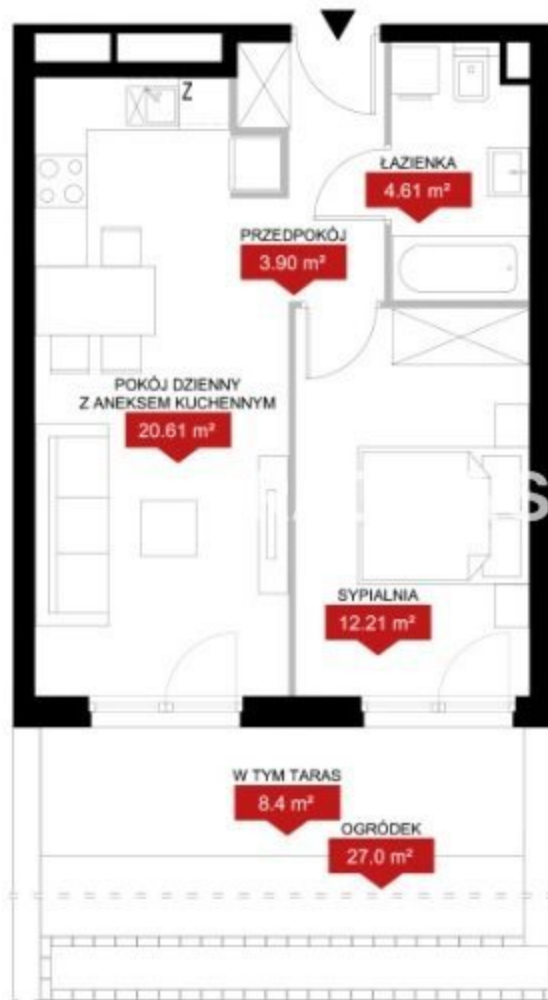 Z
ŁAZIENKA
4.61 m²
PRZEDPOKÓJ
3.90 m²
POKÓJ DZIENNY
Z ANEKSEM KUCHENNYM
20.61 m²
SYPIALNIA
12.21 m²
W TYM TARAS
8.4 m²
OGRÓDEK
27,0 m²